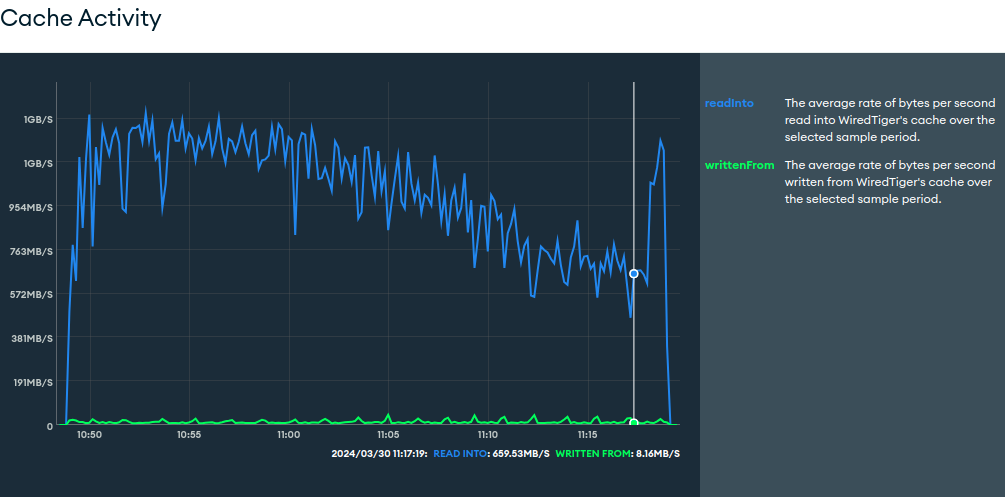 Cache Activity
1GB/S
1GB/S
954MB/S
763MB/S
572MB/S
381MB/S
191MB/S
0
10:50 10:55 11:00 11:05 11:10 11:15
2024/03/30 11:17:19: READ INTO: 659.53MB/S WRITTEN FROM: 8.16MB/S
readInto
The average rate of bytes per second
read into WiredTiger's cache over the
selected sample period.
writtenFrom
The average rate of bytes per second
written from WiredTiger's cache over
the selected sample period.